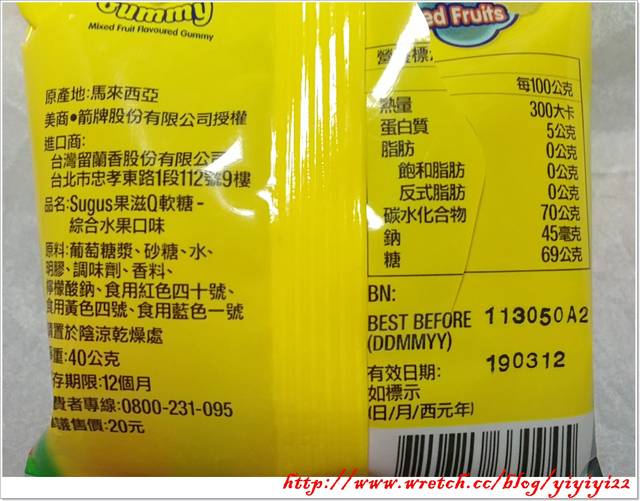 Gummy
Mixed Fruit Flavoured Gummy
原產地:馬來西亞
美商•箭牌股份有限公司授權
進口商:
台灣留蘭香股份有限公
台北市忠孝東路1段112號9樓
品名:Sugus果滋Q軟糖-
綜合水果口味
原料:葡萄糖漿、砂糖、水、
明膠、調味劑、香料、
檸檬酸鈉、食用紅色四十號、
食用黃色四號、食用藍色一號
置於陰涼乾燥處
重:40公克
存期限:12個月
費者專線:0800-231-095
議售價:20元
ed Fruits
營養標
每100公克
熱量 300大卡
蛋白質 5公克
脂肪 0公克
飽和脂肪 0公克
反式脂肪 0公克
碳水化合物 70公克
鈉 45毫克
糖 69公克
BN:
BEST BEFORE 113050A2
(DDMMYY)
190312
有效日期:
如標示
(日/月/西元年)
http://www.wretch.cc/blog/yiyiyi22